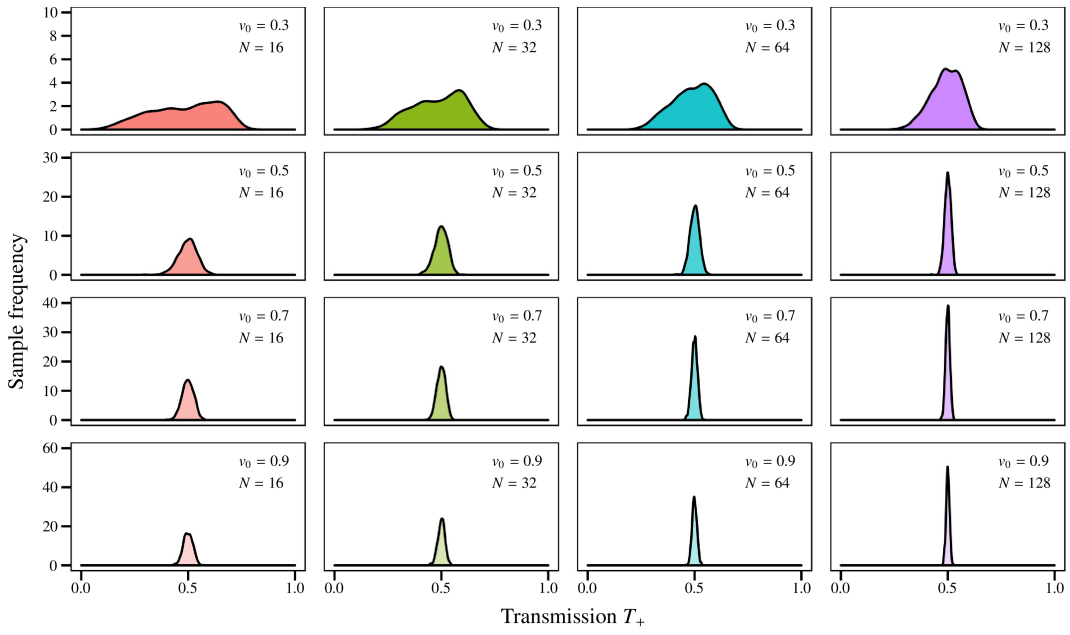 10
8
6
4
2
0
v₀ = 0.3
N = 16
v₀ = 0.3
N = 32
v₀ = 0.3
N = 64
v₀ = 0.3
N = 128
30
20
10
0
v₀ = 0.5
N = 16
v₀ = 0.5
N = 32
v₀ = 0.5
N = 64
v₀ = 0.5
N = 128
Sample frequency
40
30
20
10
0
v₀ = 0.7
N = 16
v₀ = 0.7
N = 32
v₀ = 0.7
N = 64
v₀ = 0.7
N = 128
60
40
20
0
v₀ = 0.9
N = 16
v₀ = 0.9
N = 32
v₀ = 0.9
N = 64
v₀ = 0.9
N = 128
0.0 0.5 1.0 0.0 0.5 1.0 0.0 0.5 1.0 0.0 0.5 1.0
Transmission T₊